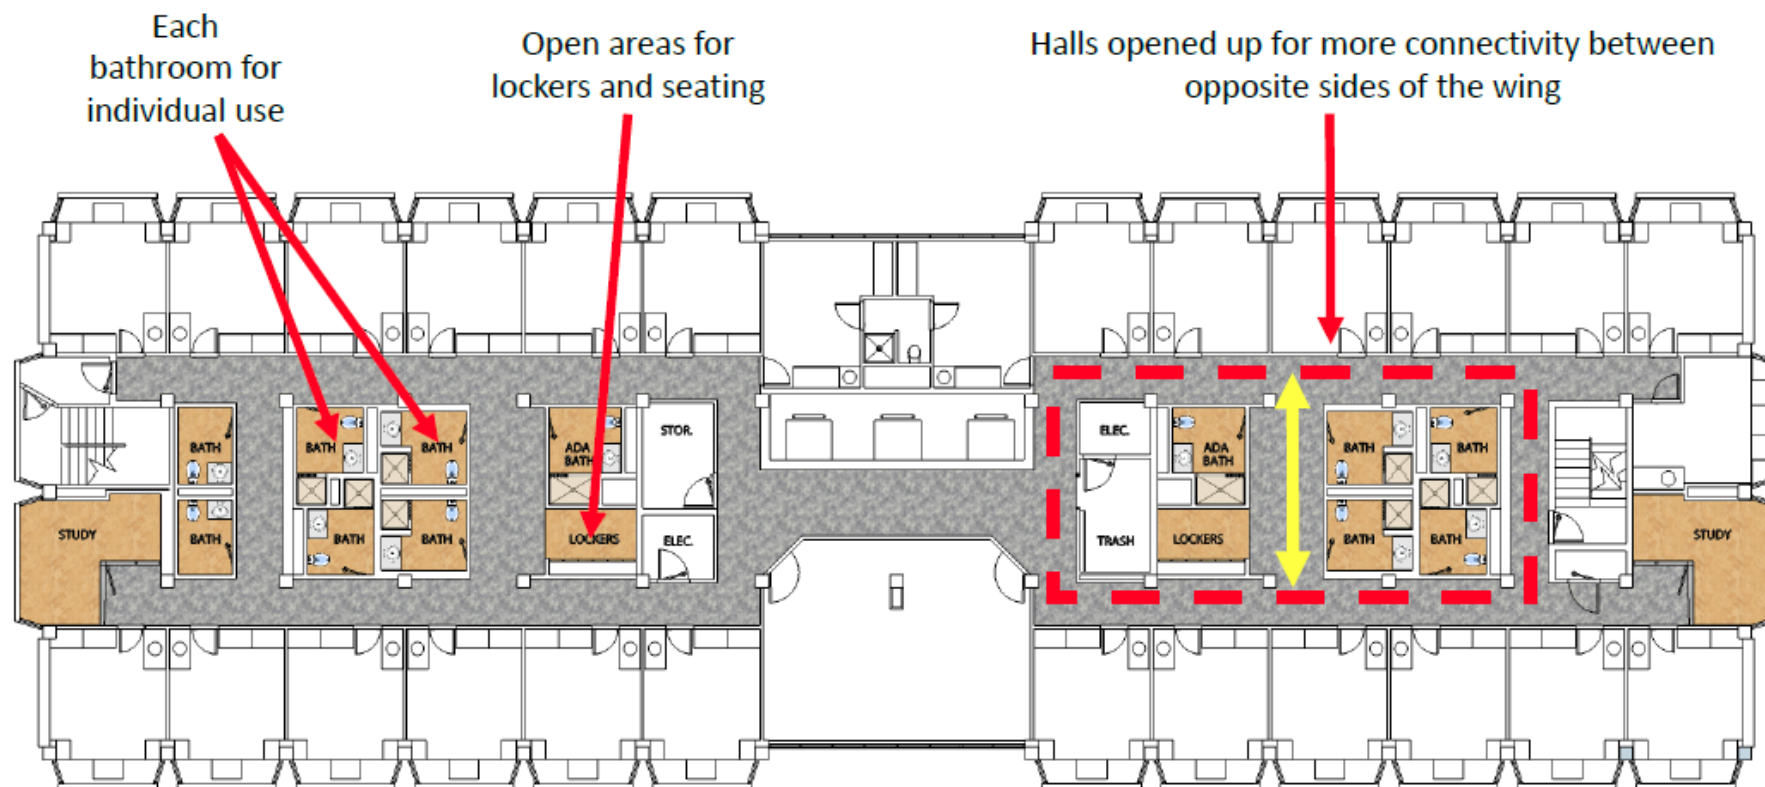 Each
bathroom for
individual use
Open areas for
lockers and seating
Halls opened up for more connectivity between
opposite sides of the wing
BATH
BATH
BATH
ADA
BATH
STOR.
ELEC.
ADA
BATH
BATH
BATH
STUDY
BATH
BATH
BATH
LOCKERS
ELEC.
TRASH
LOCKERS
BATH
BATH
STUDY